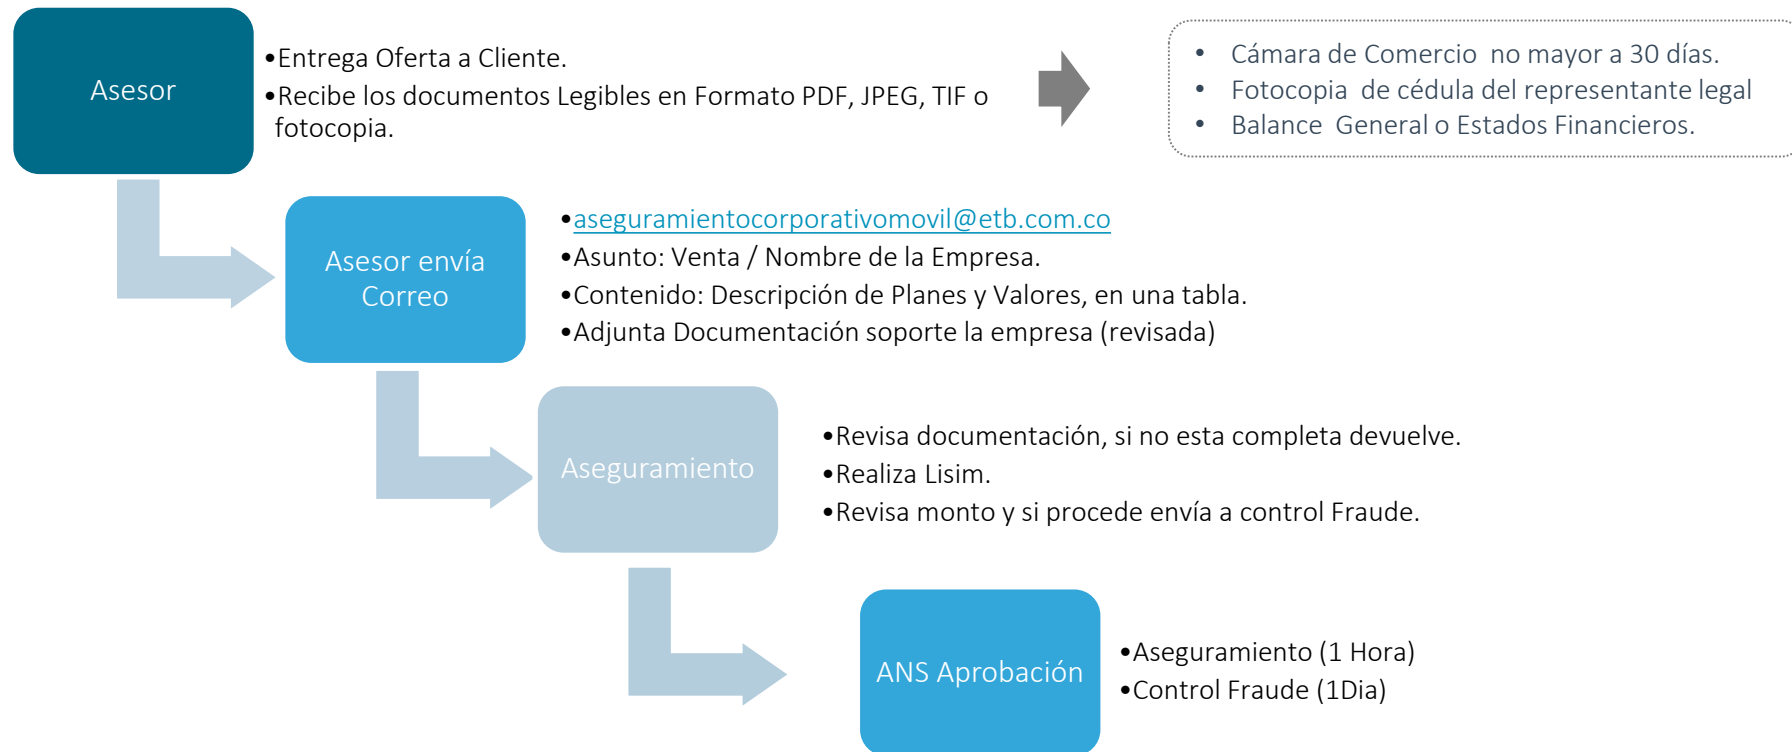 Asesor
•Entrega Oferta a Cliente.
•Recibe los documentos Legibles en Formato PDF, JPEG, TIF o
fotocopia.
• Cámara de Comercio no mayor a 30 días.
• Fotocopia de cédula del representante legal
• Balance General o Estados Financieros.
Asesor envía
Correo
•aseguramientocorporativomovil@etb.com.co
•Asunto: Venta / Nombre de la Empresa.
•Contenido: Descripción de Planes y Valores, en una tabla.
•Adjunta Documentación soporte la empresa (revisada)
Aseguramiento
•Revisa documentación, si no esta completa devuelve.
•Realiza Lisim.
•Revisa monto y si procede envía a control Fraude.
ANS Aprobación
•Aseguramiento (1 Hora)
•Control Fraude (1Dia)